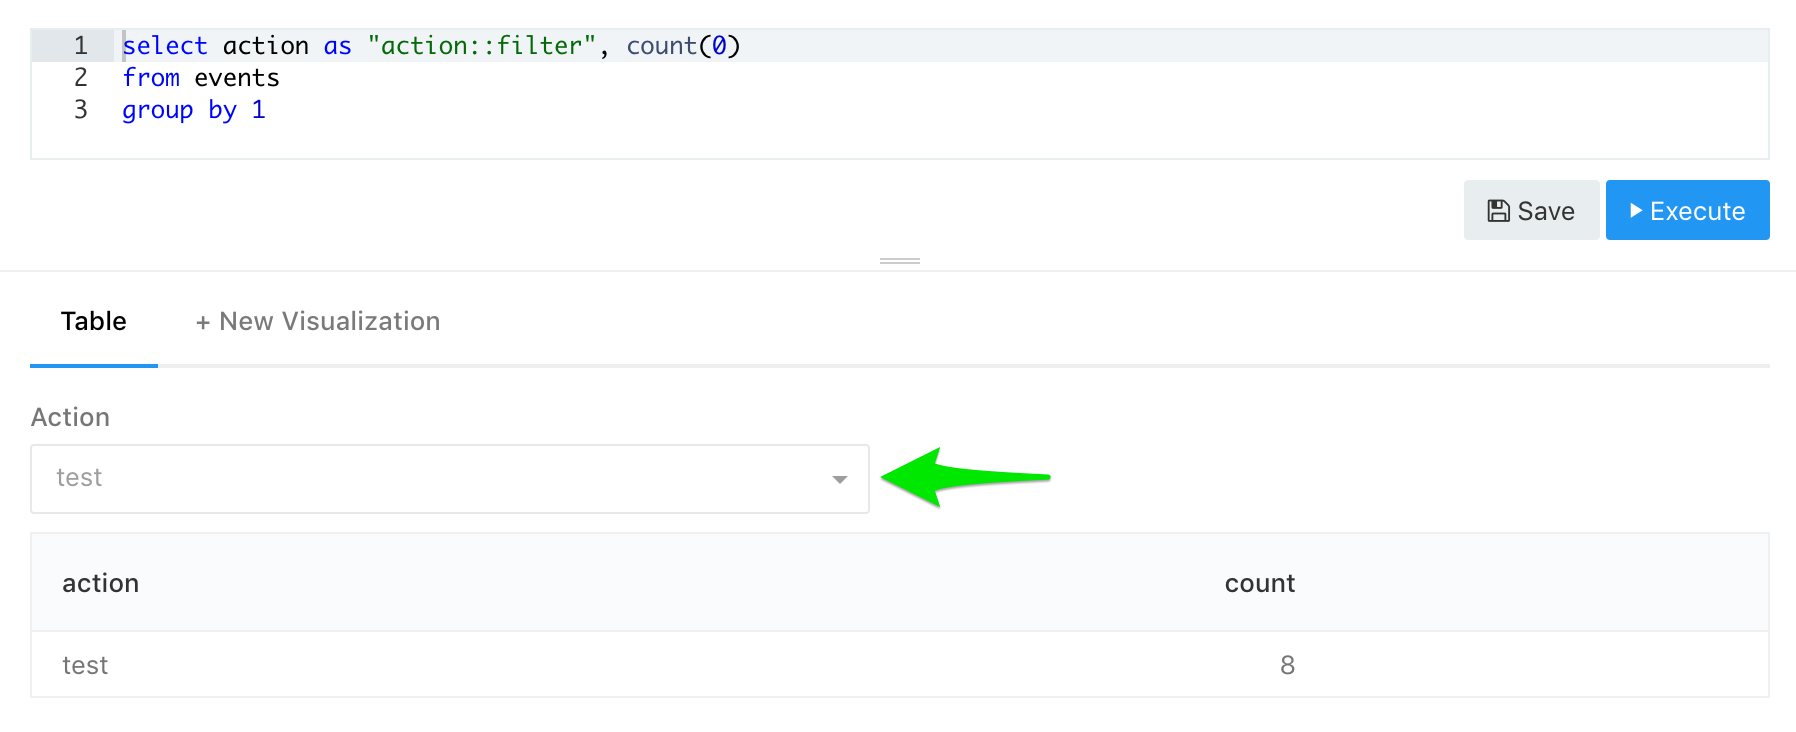 1 select action as "action::filter", count(0)
2 from events
3 group by 1
Save Execute
Table + New Visualization
Action
test
action count
test 8